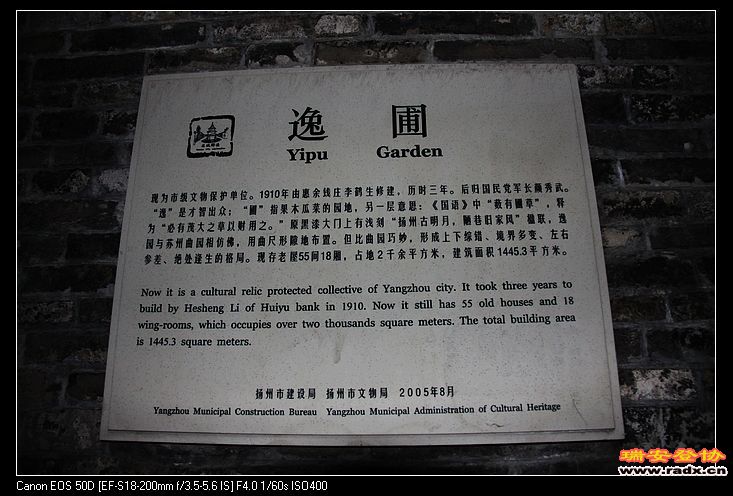 逸 圃
Yipu Garden
现为市级文物保护单位。1910年由惠余钱庄李鹤生修建，历时三年。后归国民党军长颜秀武。
“逸”是才智出众；“圃”指果木瓜菜的园地，另一层意思：《国语》中“薮有圃草”，释
为“必有茂大之草以财用之。”原黑漆大门上有浅刻“扬州古明月，陋巷旧家风”楹联，逸
园与苏州曲园相仿佛，用曲尺形隙地布置。但比曲园巧妙，形成上下综错、境界多变、左右
参差、绝处逢生的格局。现存老屋55间18厢，占地2千余平方米，建筑面积1445.3平方米。
Now it is a cultural relic protected collective of Yangzhou city. It took three years to
build by Hesheng Li of Huiyu bank in 1910. Now it still has 55 old houses and 18
wing-rooms, which occupies over two thousands square meters. The total building area
is 1445.3 square meters.
扬州市建设局 扬州市文物局 2005年8月
Yangzhou Municipal Construction Bureau Yangzhou Municipal Administration of Cultural Heritage
Canon EOS 50D [EF-S18-200mm f/3.5-5.6 IS] F4.0 1/60s ISO400
瑞安登协
www.radx.cn